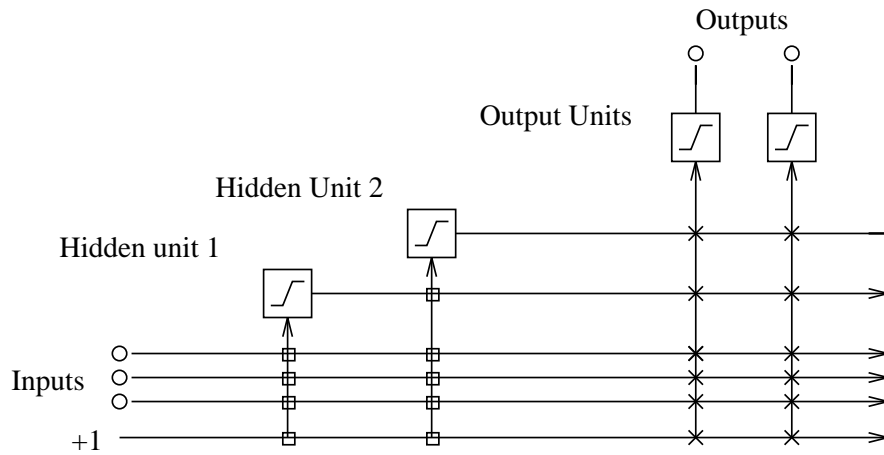 Outputs
Output Units
Hidden Unit 2
Hidden unit 1
Inputs
+1